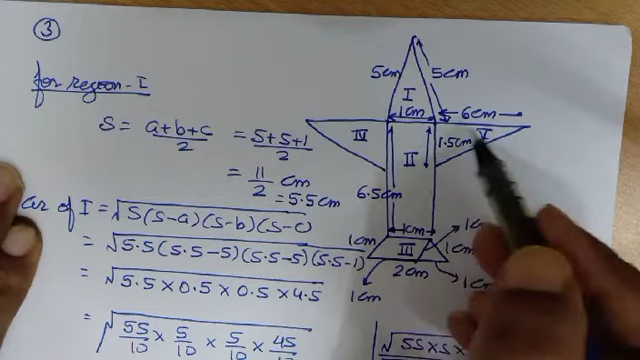 ③
for region-I
S = a+b+c/2 = 5+5+1/2
= 11/2 cm
= 5.5cm
ar of I = √S(S-a)(S-b)(S-c)
= √5.5(5.5-5)(5.5-5)(5.5-1)
= √5.5×0.5×0.5×4.5
= √55/10 × 5/10 × 5/10 × 45/10
5cm
5cm
I
1cm
6cm
IV
II
V
1.5cm
6.5cm
1cm
1cm
III
1cm
2cm
1cm
1cm